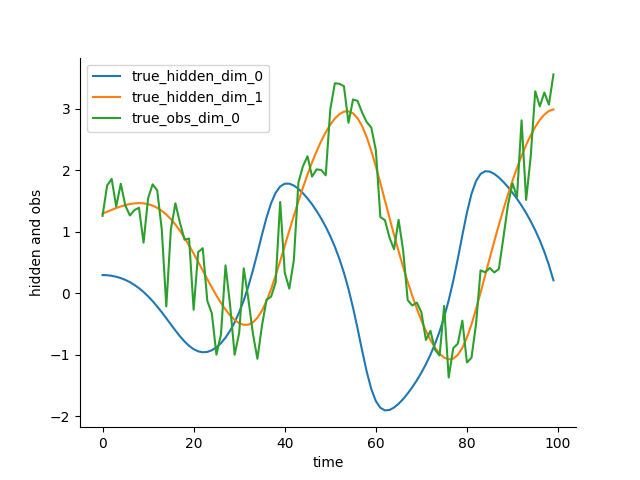 true_hidden_dim_0
true_hidden_dim_1
true_obs_dim_0
hidden and obs
3
2
1
0
−1
−2
0
20
40
60
80
100
time